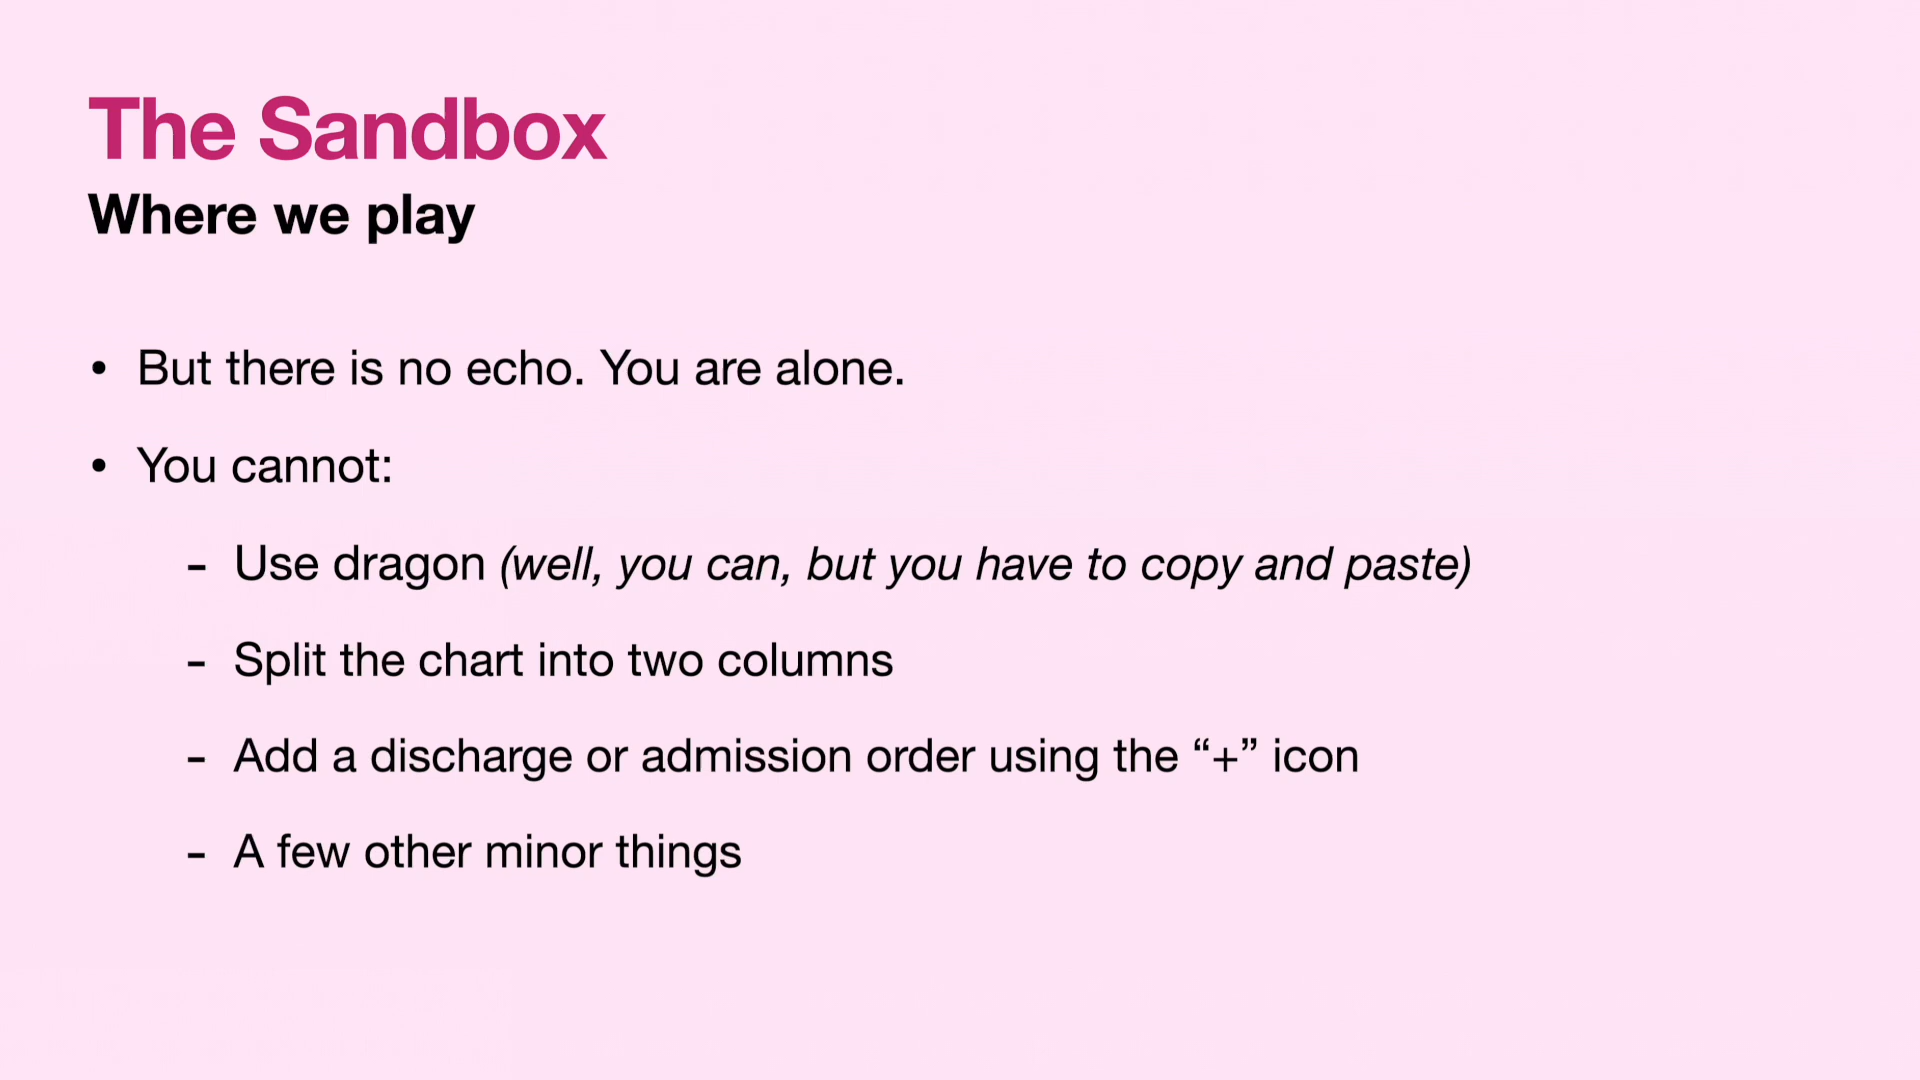 The Sandbox
Where we play
• But there is no echo. You are alone.
• You cannot:
- Use dragon (well, you can, but you have to copy and paste)
- Split the chart into two columns
- Add a discharge or admission order using the “+” icon
- A few other minor things